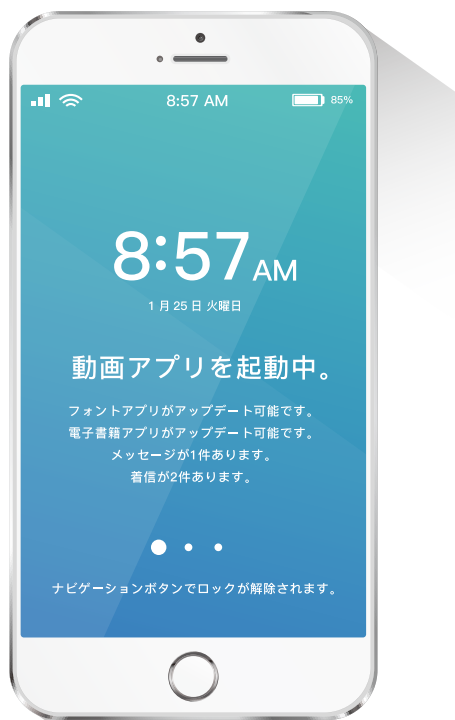 8:57 AM 85%
8:57 AM
1月25日 火曜日
動画アプリを起動中。
フォントアプリがアップデート可能です。
電子書籍アプリがアップデート可能です。
メッセージが1件あります。
着信が2件あります。
ナビゲーションボタンでロックが解除されます。